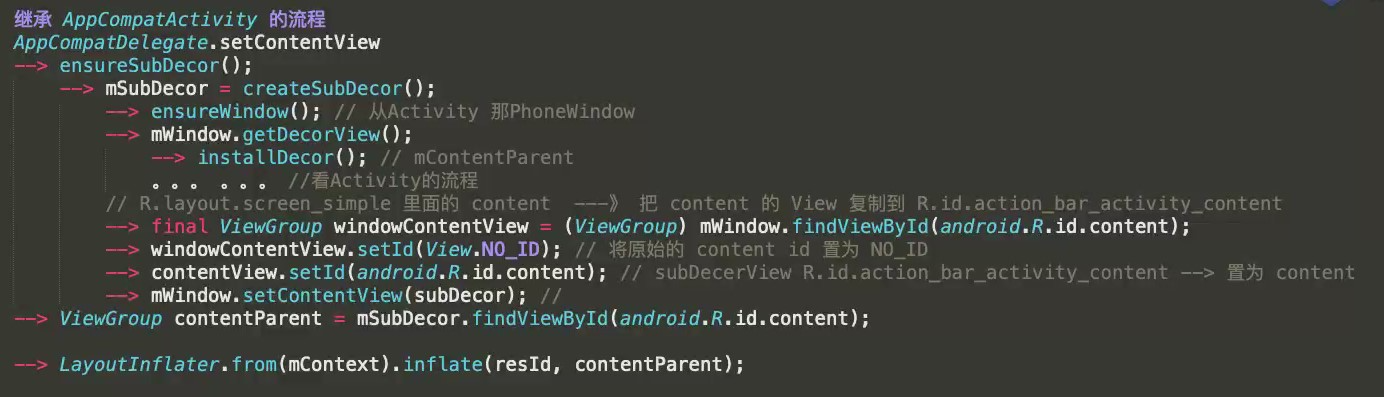 继承 AppCompatActivity 的流程
AppCompatDelegate.setContentView
--> ensureSubDecor();
--> mSubDecor = createSubDecor();
--> ensureWindow(); // 从Activity 那PhoneWindow
--> mWindow.getDecorView();
--> installDecor(); // mContentParent
。。。 。。。 //看Activity的流程
// R.layout.screen_simple 里面的 content ---》 把 content 的 View 复制到 R.id.action_bar_activity_content
--> final ViewGroup windowContentView = (ViewGroup) mWindow.findViewById(android.R.id.content);
--> windowContentView.setId(View.NO_ID); // 将原始的 content id 置为 NO_ID
--> contentView.setId(android.R.id.content); // subDecerView R.id.action_bar_activity_content --> 置为 content
--> mWindow.setContentView(subDecor); //
--> ViewGroup contentParent = mSubDecor.findViewById(android.R.id.content);
--> LayoutInflater.from(mContext).inflate(resId, contentParent);